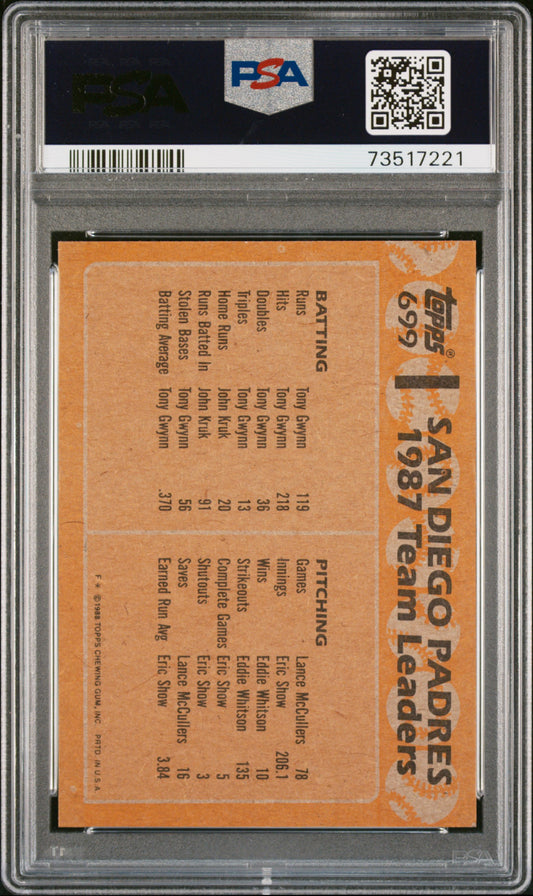 PSA
PSA
73517221
topps®
699
SAN DIEGO PADRES
1987 Team Leaders
BATTING
Runs Tony Gwynn 119
Hits Tony Gwynn 218
Doubles Tony Gwynn 36
Triples Tony Gwynn 13
Home Runs John Kruk 20
Runs Batted In John Kruk 91
Stolen Bases Tony Gwynn 56
Batting Average Tony Gwynn .370
PITCHING
Games Lance McCullers 78
Innings Eric Show 206.1
Wins Eddie Whitson 10
Strikeouts Eddie Whitson 135
Complete Games Eric Show 5
Shutouts Eric Show 3
Saves Lance McCullers 16
Earned Run Avg Eric Show 3.84
F * © 1988 TOPPS CHEWING GUM, INC. PRTD. IN U.S.A.
PSA